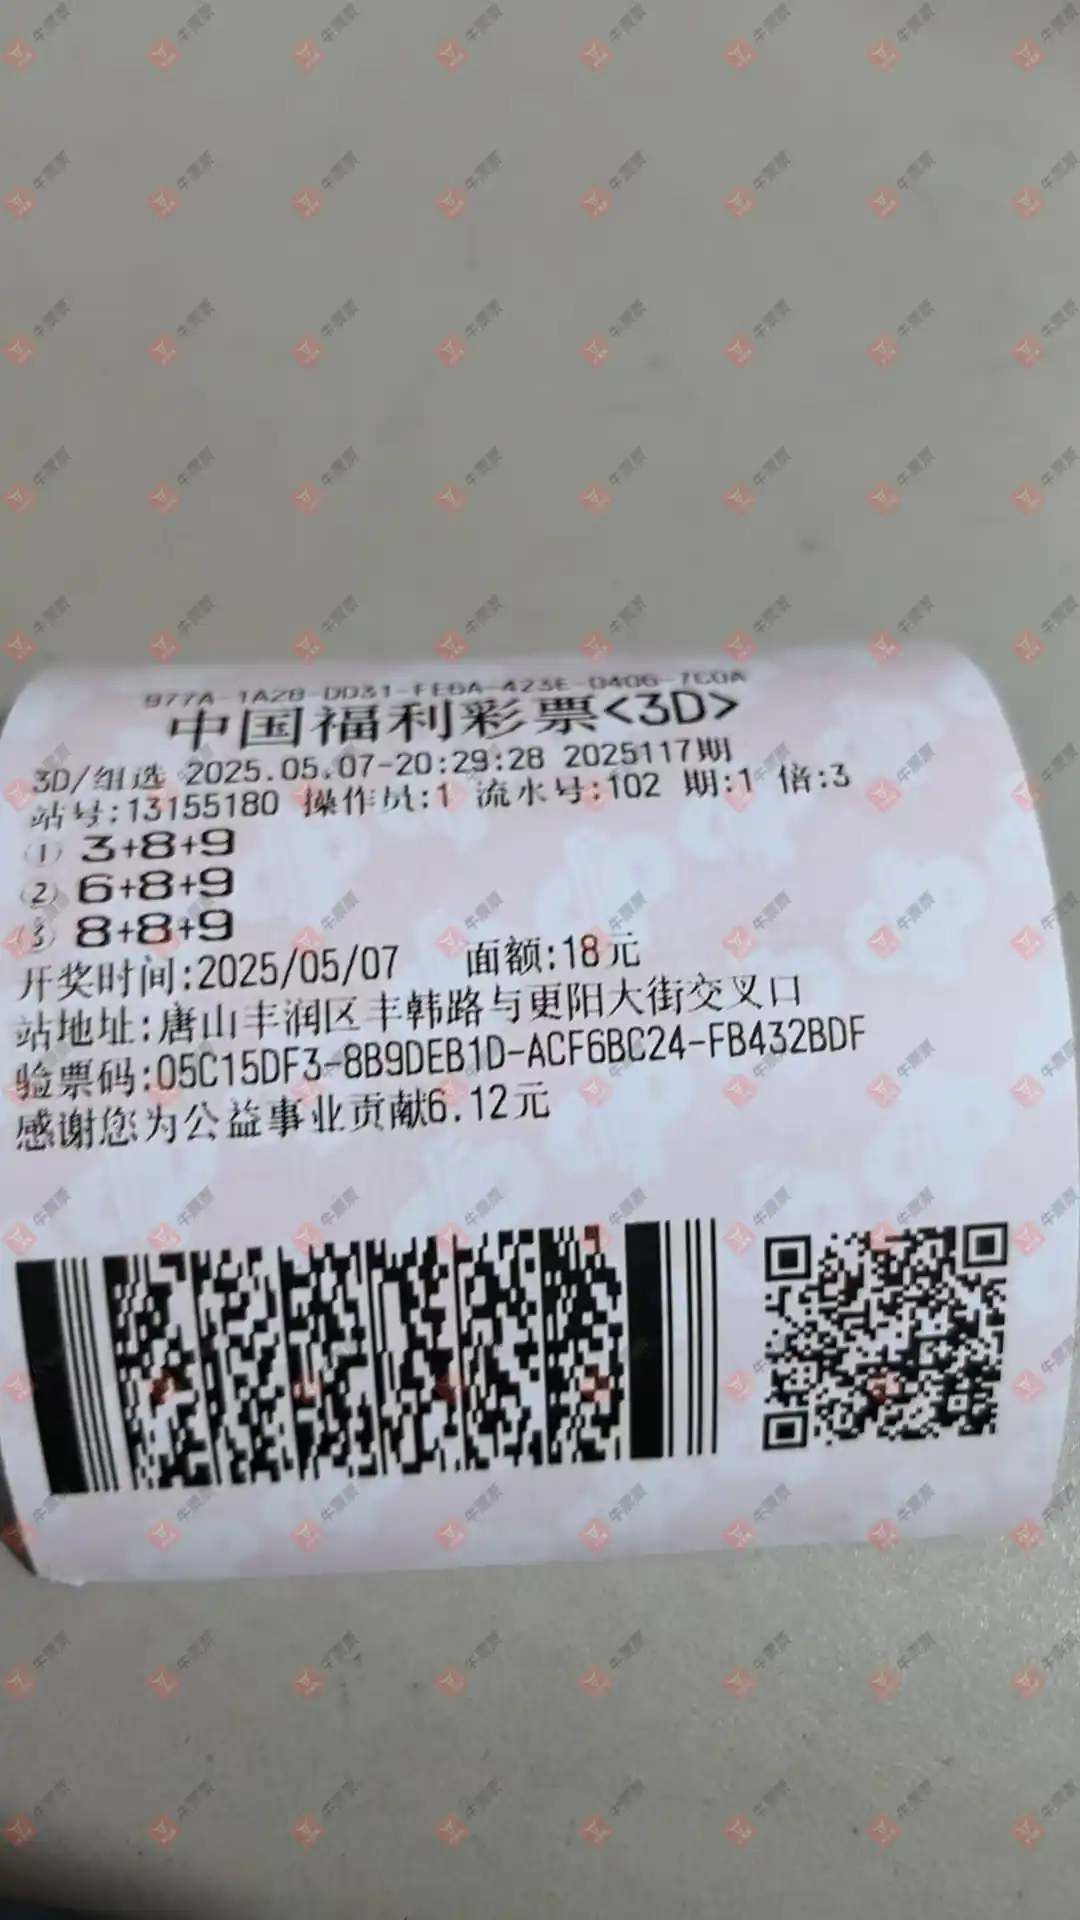 977A-1A28-DD31-FE6A-423E-0406-7C0A
中国福利彩票<3D>
3D/组选 2025.05.07-20:29:28 2025117期
站号:13155180 操作员:1 流水号:102 期:1 倍:3
(1) 3+8+9
(2) 6+8+9
(3) 8+8+9
开奖时间:2025/05/07 面额:18元
站地址:唐山丰润区丰韩路与更阳大街交叉口
验票码:05C15DF3-8B9DEB1D-ACF6BC24-FB432BDF
感谢您为公益事业贡献6.12元
牛票票